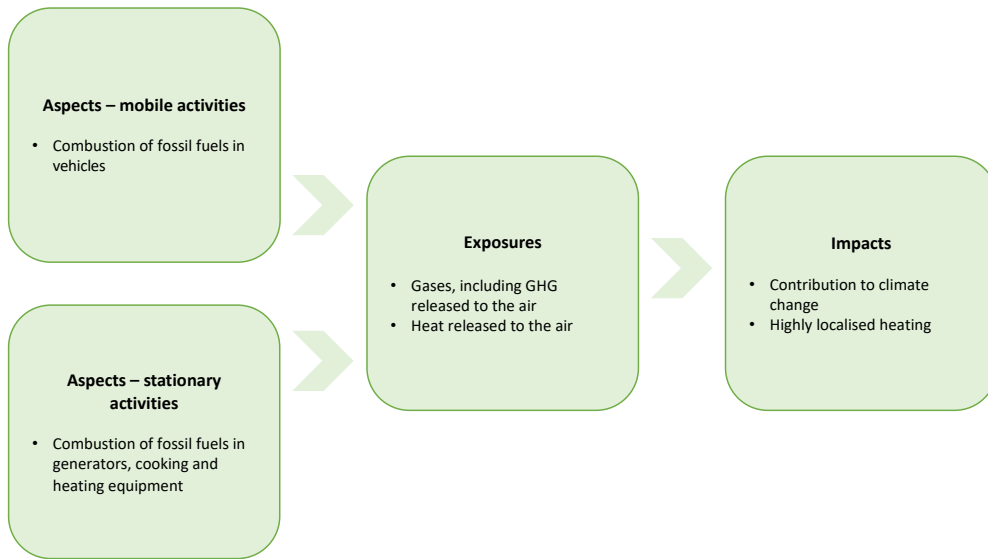 Aspects – mobile activities
• Combustion of fossil fuels in
vehicles
Aspects – stationary
activities
• Combustion of fossil fuels in
generators, cooking and
heating equipment
Exposures
• Gases, including GHG
released to the air
• Heat released to the air
Impacts
• Contribution to climate
change
• Highly localised heating